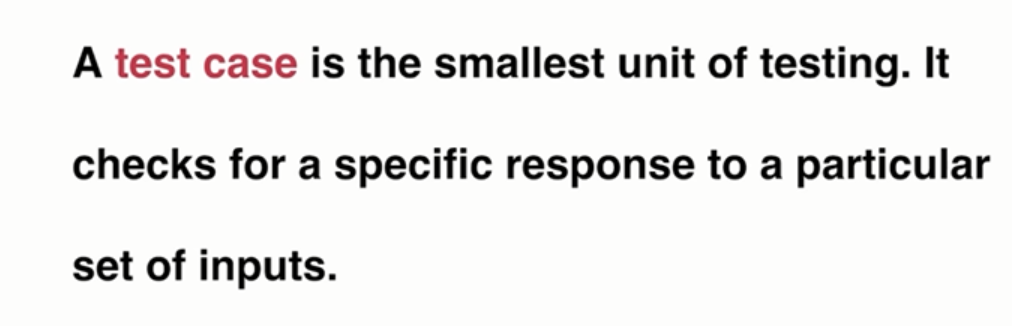 A test case is the smallest unit of testing. It
checks for a specific response to a particular
set of inputs.